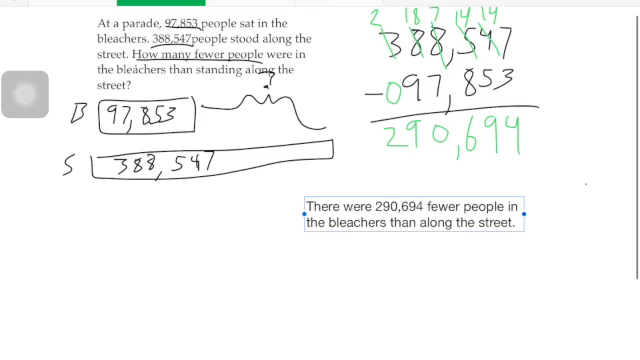 At a parade, 97,853 people sat in the
bleachers. 388,547 people stood along the
street. How many fewer people were in
the bleachers than standing along the
street?
?
B 97,853
S 388,547
2 18 7 14 14
388,547
-097,853
290,694
There were 290,694 fewer people in
the bleachers than along the street.